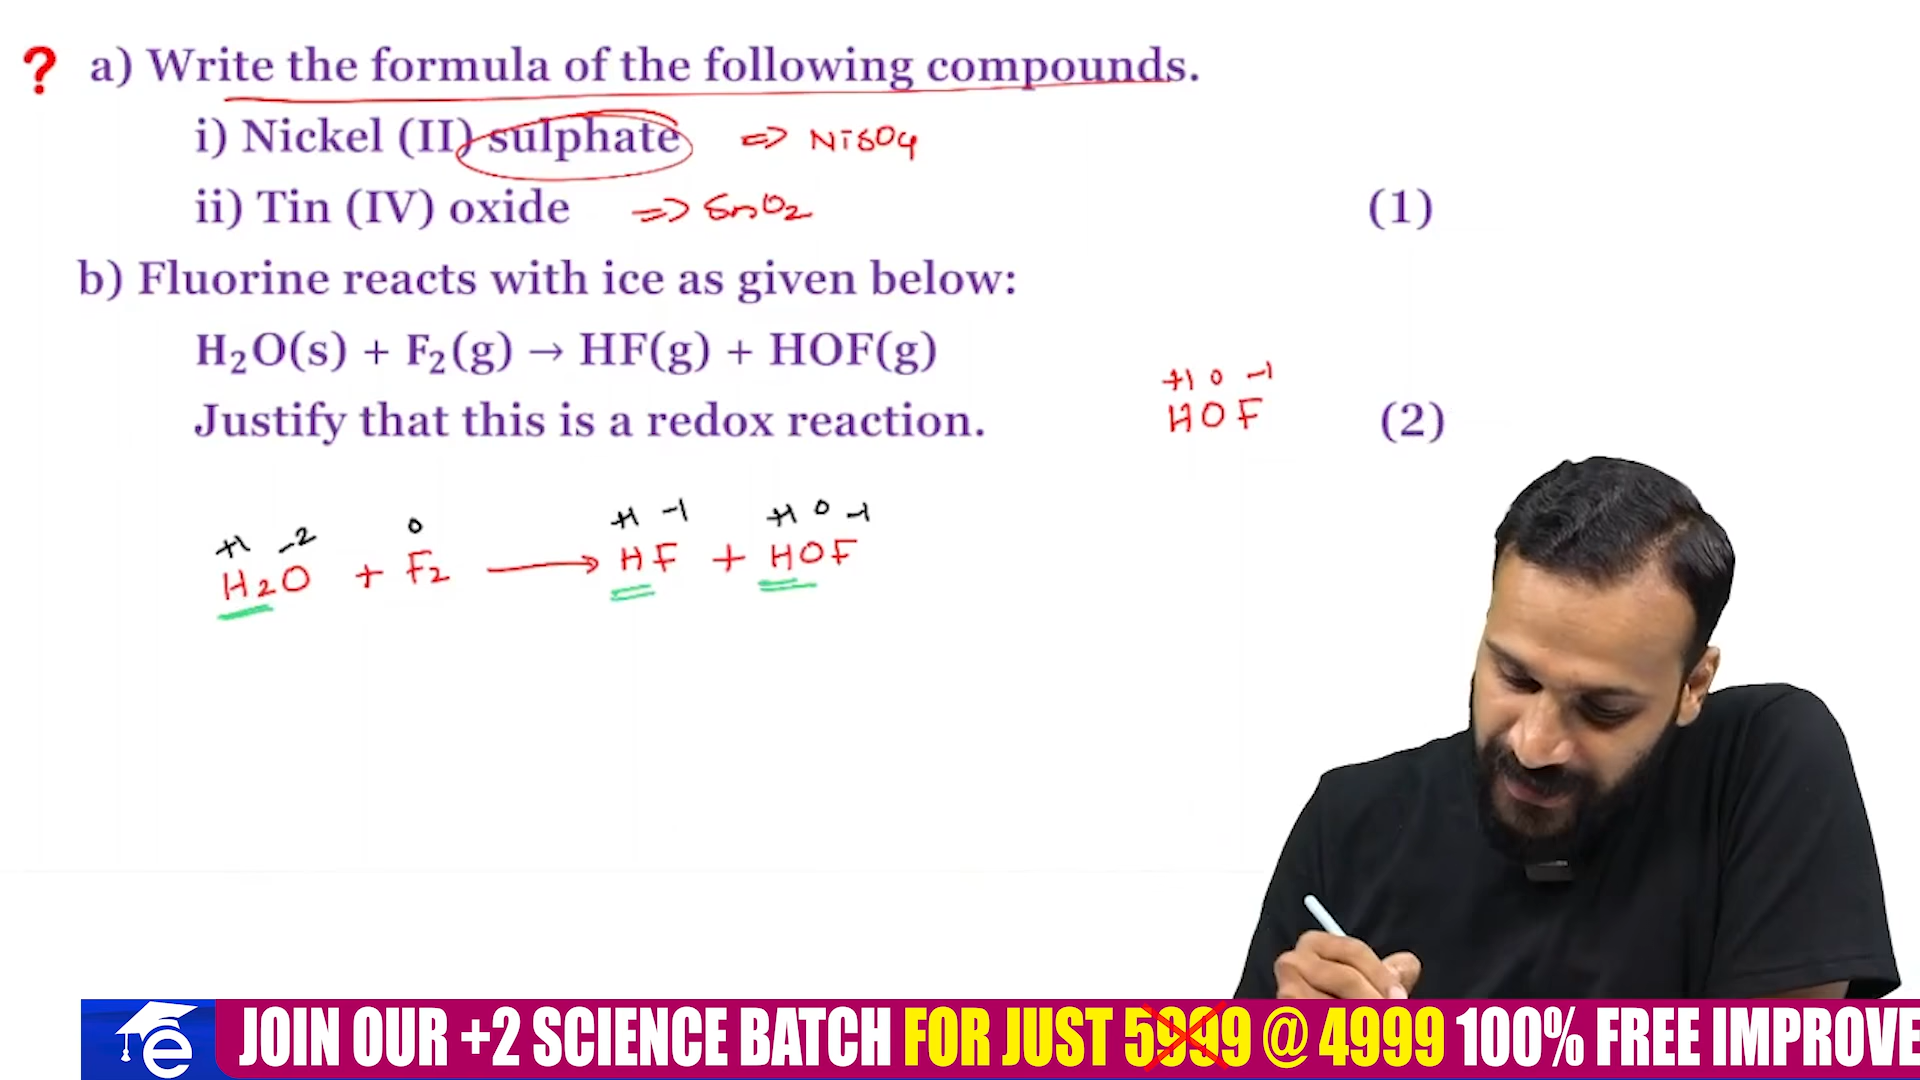 ? a) Write the formula of the following compounds.
i) Nickel (II) sulphate => NiSO4
ii) Tin (IV) oxide => SnO2 (1)
b) Fluorine reacts with ice as given below:
H₂O(s) + F₂(g) → HF(g) + HOF(g)
+1 0 -1
HOF
Justify that this is a redox reaction. (2)
+1 -2 0 +1 -1 +1 0 -1
H2O + F2 → HF + HOF
e JOIN OUR +2 SCIENCE BATCH FOR JUST 5999 @ 4999 100% FREE IMPROVE